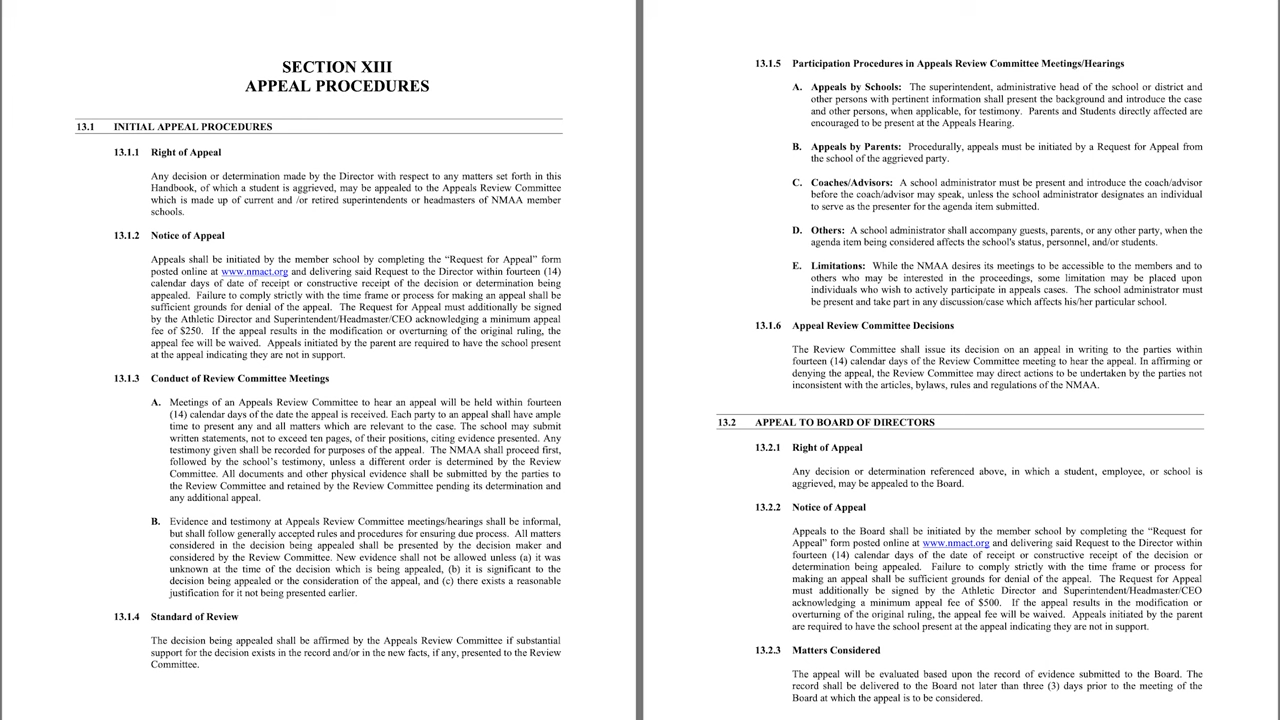 SECTION XIII
APPEAL PROCEDURES
13.1 INITIAL APPEAL PROCEDURES
13.1.1 Right of Appeal
Any decision or determination made by the Director with respect to any matters set forth in this
Handbook, of which a student is aggrieved, may be appealed to the Appeals Review Committee
which is made up of current and /or retired superintendents or headmasters of NMAA member
schools.
13.1.2 Notice of Appeal
Appeals shall be initiated by the member school by completing the “Request for Appeal” form
posted online at www.nmact.org and delivering said Request to the Director within fourteen (14)
calendar days of date of receipt or constructive receipt of the decision or determination being
appealed. Failure to comply strictly with the time frame or process for making an appeal shall be
sufficient grounds for denial of the appeal. The Request for Appeal must additionally be signed
by the Athletic Director and Superintendent/Headmaster/CEO acknowledging a minimum appeal
fee of $250. If the appeal results in the modification or overturning of the original ruling, the
appeal fee will be waived. Appeals initiated by the parent are required to have the school present
at the appeal indicating they are not in support.
13.1.3 Conduct of Review Committee Meetings
A. Meetings of an Appeals Review Committee to hear an appeal will be held within fourteen
(14) calendar days of the date the appeal is received. Each party to an appeal shall have ample
time to present any and all matters which are relevant to the case. The school may submit
written statements, not to exceed ten pages, of their positions, citing evidence presented. Any
testimony given shall be recorded for purposes of the appeal. The NMAA shall proceed first,
followed by the school’s testimony, unless a different order is determined by the Review
Committee. All documents and other physical evidence shall be submitted by the parties to
the Review Committee and retained by the Review Committee pending its determination and
any additional appeal.
B. Evidence and testimony at Appeals Review Committee meetings/hearings shall be informal,
but shall follow generally accepted rules and procedures for ensuring due process. All matters
considered in the decision being appealed shall be presented by the decision maker and
considered by the Review Committee. New evidence shall not be allowed unless (a) it was
unknown at the time of the decision which is being appealed, (b) it is significant to the
decision being appealed or the consideration of the appeal, and (c) there exists a reasonable
justification for it not being presented earlier.
13.1.4 Standard of Review
The decision being appealed shall be affirmed by the Appeals Review Committee if substantial
support for the decision exists in the record and/or in the new facts, if any, presented to the Review
Committee.
13.1.5 Participation Procedures in Appeals Review Committee Meetings/Hearings
A. Appeals by Schools: The superintendent, administrative head of the school or district and
other persons with pertinent information shall present the background and introduce the case
and other persons, when applicable, for testimony. Parents and Students directly affected are
encouraged to be present at the Appeals Hearing.
B. Appeals by Parents: Procedurally, appeals must be initiated by a Request for Appeal from
the school of the aggrieved party.
C. Coaches/Advisors: A school administrator must be present and introduce the coach/advisor
before the coach/advisor may speak, unless the school administrator designates an individual
to serve as the presenter for the agenda item submitted.
D. Others: A school administrator shall accompany guests, parents, or any other party, when the
agenda item being considered affects the school's status, personnel, and/or students.
E. Limitations: While the NMAA desires its meetings to be accessible to the members and to
others who may be interested in the proceedings, some limitation may be placed upon
individuals who wish to actively participate in appeals cases. The school administrator must
be present and take part in any discussion/case which affects his/her particular school.
13.1.6 Appeal Review Committee Decisions
The Review Committee shall issue its decision on an appeal in writing to the parties within
fourteen (14) calendar days of the Review Committee meeting to hear the appeal. In affirming or
denying the appeal, the Review Committee may direct actions to be undertaken by the parties not
inconsistent with the articles, bylaws, rules and regulations of the NMAA.
13.2 APPEAL TO BOARD OF DIRECTORS
13.2.1 Right of Appeal
Any decision or determination referenced above, in which a student, employee, or school is
aggrieved, may be appealed to the Board.
13.2.2 Notice of Appeal
Appeals to the Board shall be initiated by the member school by completing the “Request for
Appeal” form posted online at www.nmact.org and delivering said Request to the Director within
fourteen (14) calendar days of the date of receipt or constructive receipt of the decision or
determination being appealed. Failure to comply strictly with the time frame or process for
making an appeal shall be sufficient grounds for denial of the appeal. The Request for Appeal
must additionally be signed by the Athletic Director and Superintendent/Headmaster/CEO
acknowledging a minimum appeal fee of $500. If the appeal results in the modification or
overturning of the original ruling, the appeal fee will be waived. Appeals initiated by the parent
are required to have the school present at the appeal indicating they are not in support.
13.2.3 Matters Considered
The appeal will be evaluated based upon the record of evidence submitted to the Board. The
record shall be delivered to the Board not later than three (3) days prior to the meeting of the
Board at which the appeal is to be considered.